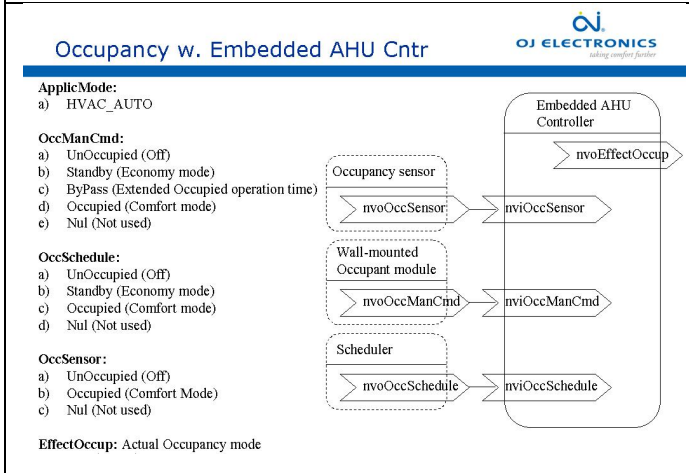 Occupancy w. Embedded AHU Cntr
OJ ELECTRONICS
taking comfort further
ApplicMode:
a) HVAC_AUTO
OccManCmd:
a) UnOccupied (Off)
b) Standby (Economy mode)
c) ByPass (Extended Occupied operation time)
d) Occupied (Comfort mode)
e) Nul (Not used)
OccSchedule:
a) UnOccupied (Off)
b) Standby (Economy mode)
c) Occupied (Comfort mode)
d) Nul (Not used)
OccSensor:
a) UnOccupied (Off)
b) Occupied (Comfort Mode)
c) Nul (Not used)
EffectOccup: Actual Occupancy mode
Embedded AHU
Controller
nvoEffectOccup
Occupancy sensor
nvoOccSensor
nviOccSensor
Wall-mounted
Occupant module
nvoOccManCmd
nviOccManCmd
Scheduler
nvoOccSchedule
nviOccSchedule